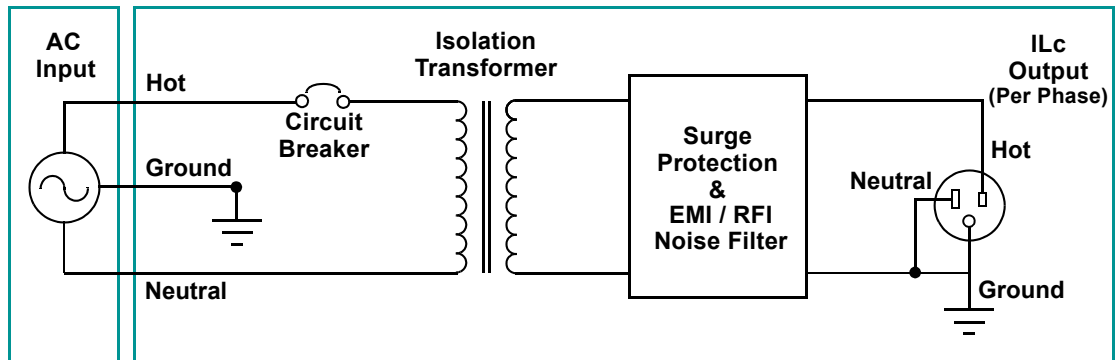 AC
Input
Hot
Ground
Neutral
Circuit
Breaker
Isolation
Transformer
Surge
Protection
&
EMI / RFI
Noise Filter
ILc
Output
(Per Phase)
Hot
Neutral
Ground